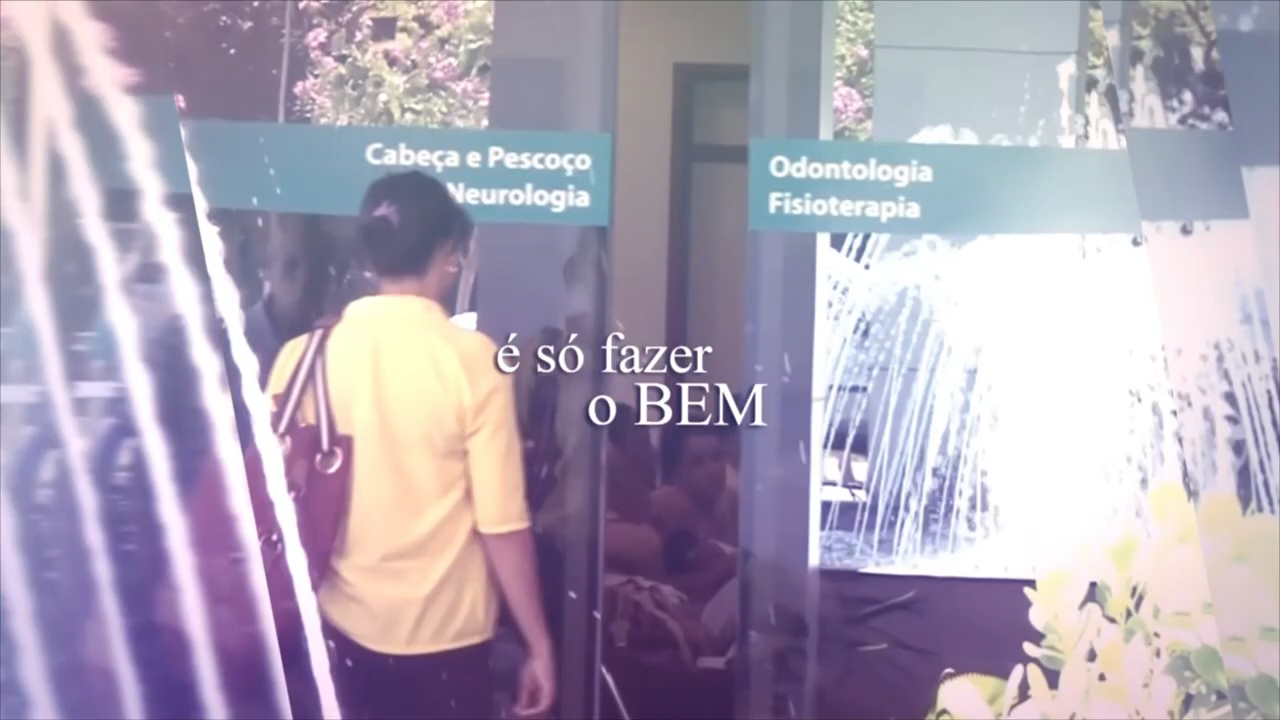 Cabeça e Pescoço
Neurologia
Odontologia
Fisioterapia
é só fazer
o BEM